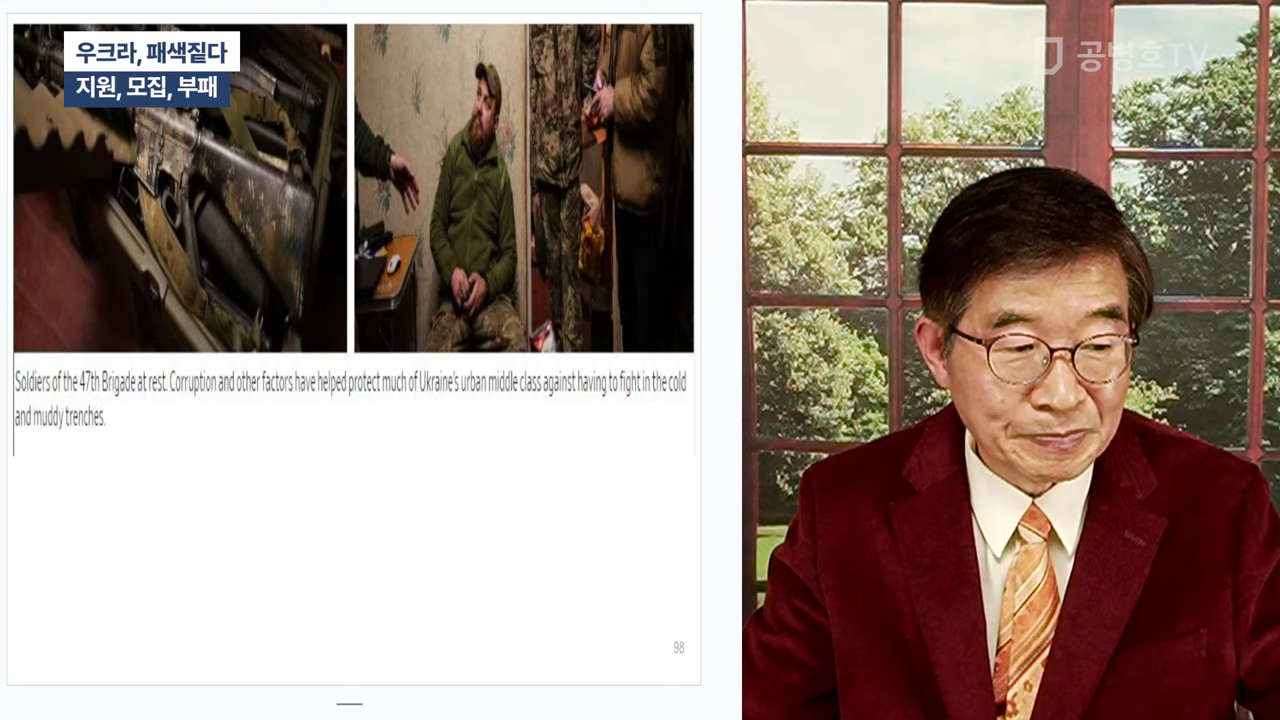 우크라, 패색짙다
지원, 모집, 부패
공병호TV
Soldiers of the 47th Brigade at rest. Corruption and other factors have helped protect much of Ukraine's urban middle class against having to fight in the cold
and muddy trenches.
98